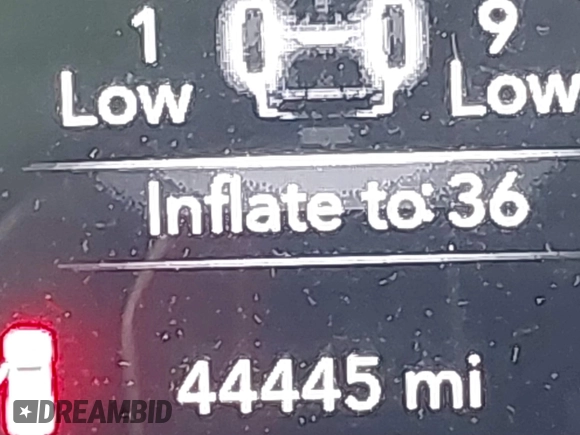 1 9
Low Low
Inflate to: 36
44445 mi
DREAMBID